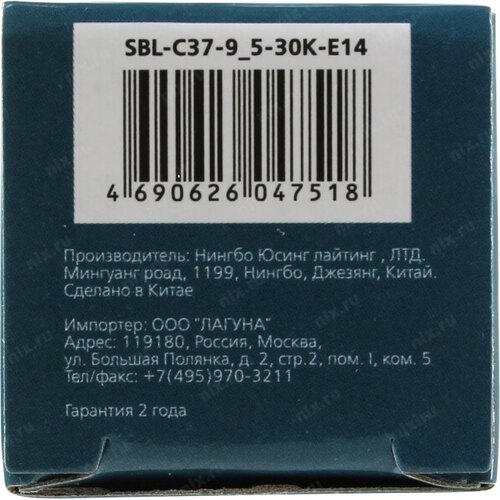 SBL-C37-9_5-30K-E14
4 690626 047518
Производитель: Нингбо Юсинг лайтинг , ЛТД.
Мингуанг роад, 1199, Нингбо, Джезянг, Китай.
Сделано в Китае
Импортер: ООО "ЛАГУНА"
Адрес: 119180, Россия, Москва,
ул. Большая Полянка, д. 2, стр.2, пом. I, ком. 5
Тел/факс: +7(495)970-3211
Гарантия 2 года